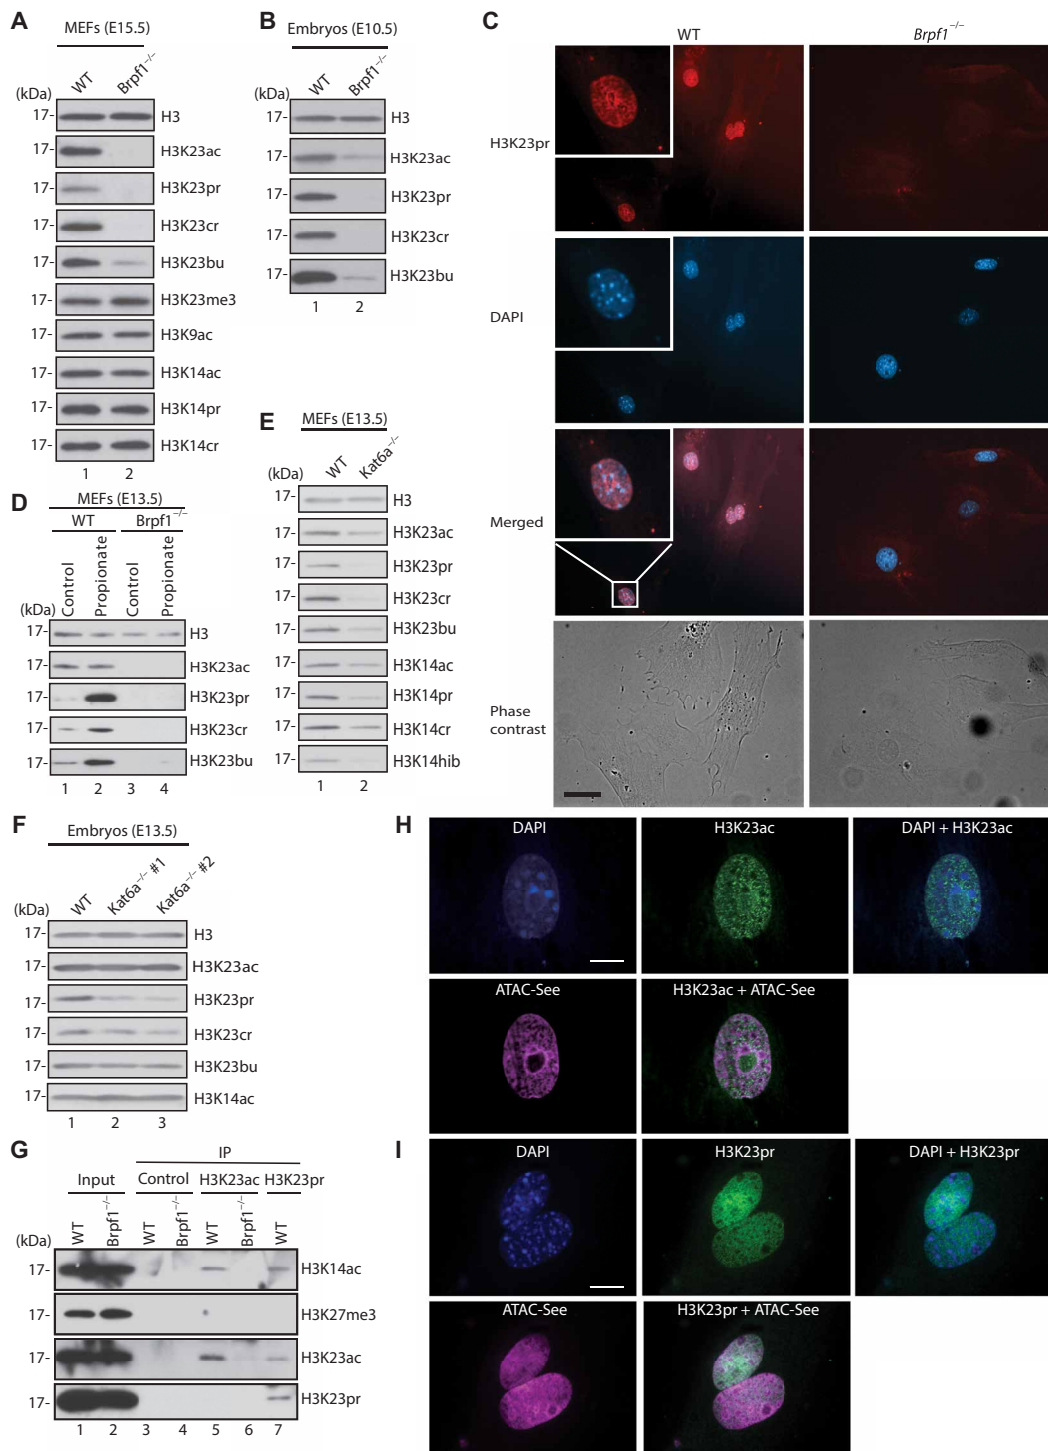 A
MEFs (E15.5)
WT
Brpf1−/−
(kDa)
17- H3
17- H3K23ac
17- H3K23pr
17- H3K23cr
17- H3K23bu
17- H3K23me3
17- H3K9ac
17- H3K14ac
17- H3K14pr
17- H3K14cr
1 2
B
Embryos (E10.5)
WT
Brpf1−/−
(kDa)
17- H3
17- H3K23ac
17- H3K23pr
17- H3K23cr
17- H3K23bu
1 2
C
WT
Brpf1−/−
H3K23pr
DAPI
Merged
Phase
contrast
D
MEFs (E13.5)
WT
Brpf1−/−
Control
Propionate
Control
Propionate
(kDa)
17- H3
17- H3K23ac
17- H3K23pr
17- H3K23cr
17- H3K23bu
1 2 3 4
E
MEFs (E13.5)
WT
Kat6a−/−
(kDa)
17- H3
17- H3K23ac
17- H3K23pr
17- H3K23cr
17- H3K23bu
17- H3K14ac
17- H3K14pr
17- H3K14cr
17- H3K14hib
1 2
F
Embryos (E13.5)
WT
Kat6a−/− #1
Kat6a−/− #2
(kDa)
17- H3
17- H3K23ac
17- H3K23pr
17- H3K23cr
17- H3K23bu
17- H3K14ac
1 2 3
G
IP
Input Control H3K23ac H3K23pr
WT
Brpf1−/−
WT
Brpf1−/−
WT
Brpf1−/−
WT
(kDa)
17- H3K14ac
17- H3K27me3
17- H3K23ac
17- H3K23pr
1 2 3 4 5 6 7
H
DAPI
H3K23ac
DAPI + H3K23ac
ATAC-See
H3K23ac + ATAC-See
I
DAPI
H3K23pr
DAPI + H3K23pr
ATAC-See
H3K23pr + ATAC-See